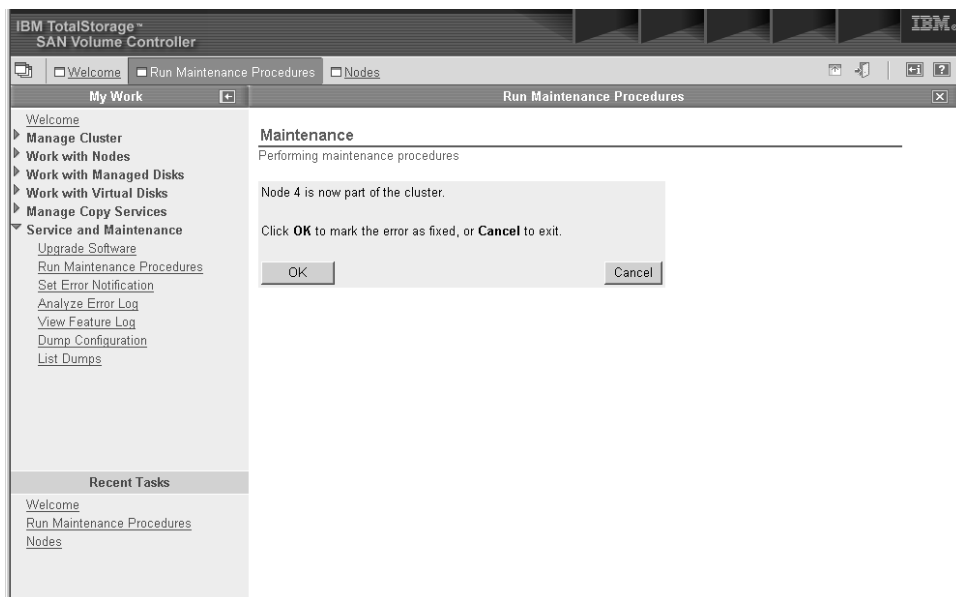 IBM TotalStorage™
SAN Volume Controller
IBM.
Welcome
Run Maintenance Procedures
Nodes
?
My Work
Run Maintenance Procedures
Welcome
Manage Cluster
Work with Nodes
Work with Managed Disks
Work with Virtual Disks
Manage Copy Services
Service and Maintenance
Upgrade Software
Run Maintenance Procedures
Set Error Notification
Analyze Error Log
View Feature Log
Dump Configuration
List Dumps
Recent Tasks
Welcome
Run Maintenance Procedures
Nodes
Maintenance
Performing maintenance procedures
Node 4 is now part of the cluster.
Click OK to mark the error as fixed, or Cancel to exit.
OK
Cancel